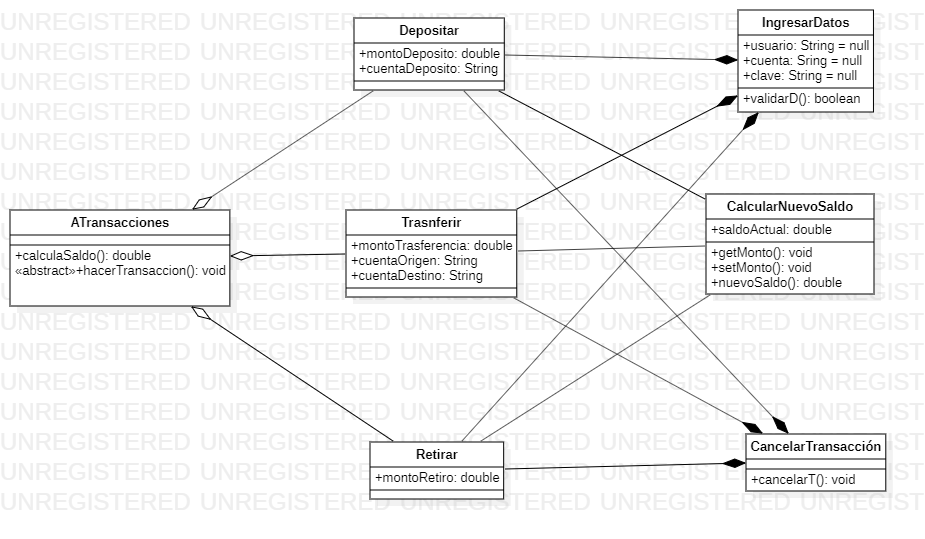 Depositar
+montoDeposito: double
+cuentaDeposito: String
IngresarDatos
+usuario: String = null
+cuenta: Sring = null
+clave: String = null
+validarD(): boolean
ATransacciones
+calculaSaldo(): double
«abstract»+hacerTransaccion(): void
Trasnferir
+montoTrasferencia: double
+cuentaOrigen: String
+cuentaDestino: String
CalcularNuevoSaldo
+saldoActual: double
+getMonto(): void
+setMonto(): void
+nuevoSaldo(): double
Retirar
+montoRetiro: double
CancelarTransacción
+cancelarT(): void
UNREGISTERED UNREGISTERED UNREGISTERED UNREGISTERED UNREGIST